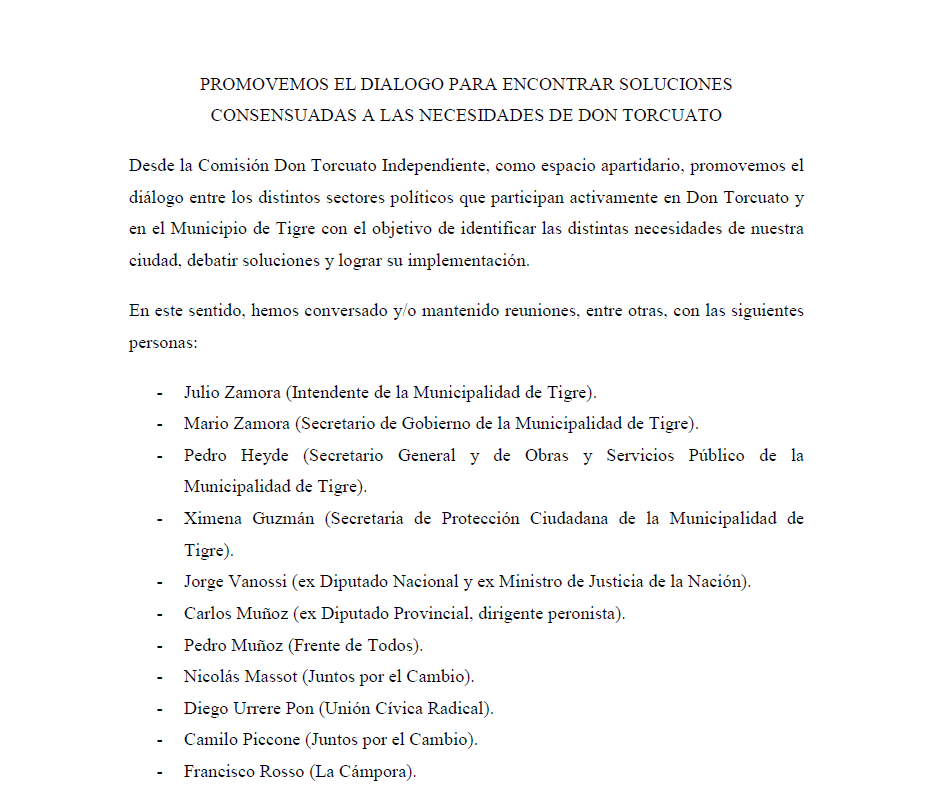 PROMOVEMOS EL DIALOGO PARA ENCONTRAR SOLUCIONES
CONSENSUADAS A LAS NECESIDADES DE DON TORCUATO
Desde la Comisión Don Torcuato Independiente, como espacio apartidario, promovemos el
diálogo entre los distintos sectores políticos que participan activamente en Don Torcuato y
en el Municipio de Tigre con el objetivo de identificar las distintas necesidades de nuestra
ciudad, debatir soluciones y lograr su implementación.
En este sentido, hemos conversado y/o mantenido reuniones, entre otras, con las siguientes
personas:
- Julio Zamora (Intendente de la Municipalidad de Tigre).
- Mario Zamora (Secretario de Gobierno de la Municipalidad de Tigre).
- Pedro Heyde (Secretario General y de Obras y Servicios Público de la
Municipalidad de Tigre).
- Ximena Guzmán (Secretaria de Protección Ciudadana de la Municipalidad de
Tigre).
- Jorge Vanossi (ex Diputado Nacional y ex Ministro de Justicia de la Nación).
- Carlos Muñoz (ex Diputado Provincial, dirigente peronista).
- Pedro Muñoz (Frente de Todos).
- Nicolás Massot (Juntos por el Cambio).
- Diego Urrere Pon (Unión Cívica Radical).
- Camilo Piccone (Juntos por el Cambio).
- Francisco Rosso (La Cámpora).